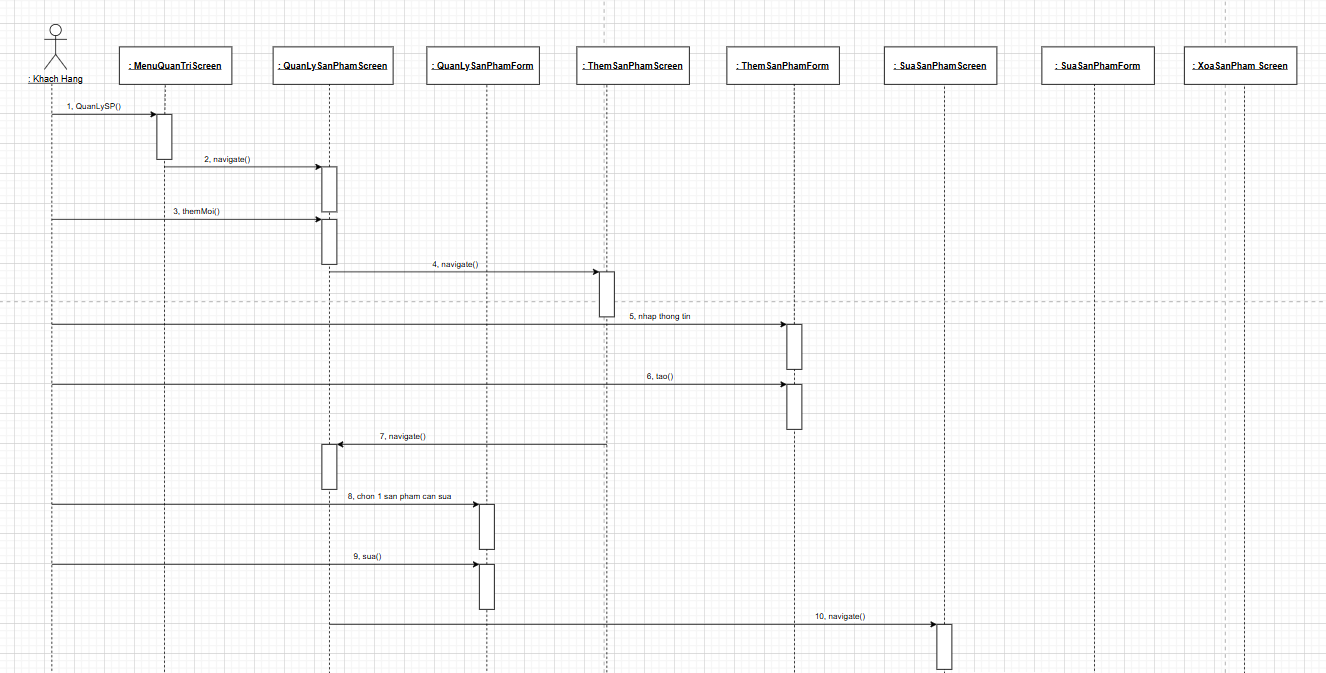 : Khach Hang
: MenuQuanTriScreen
: QuanLySanPhamScreen
: QuanLySanPhamForm
: ThemSanPhamScreen
: ThemSanPhamForm
: SuaSanPhamScreen
: SuaSanPhamForm
: XoaSanPham Screen
1, QuanLySP()
2, navigate()
3, themMoi()
4, navigate()
5, nhap thong tin
6, tao()
7, navigate()
8, chon 1 san pham can sua
9, sua()
10, navigate()